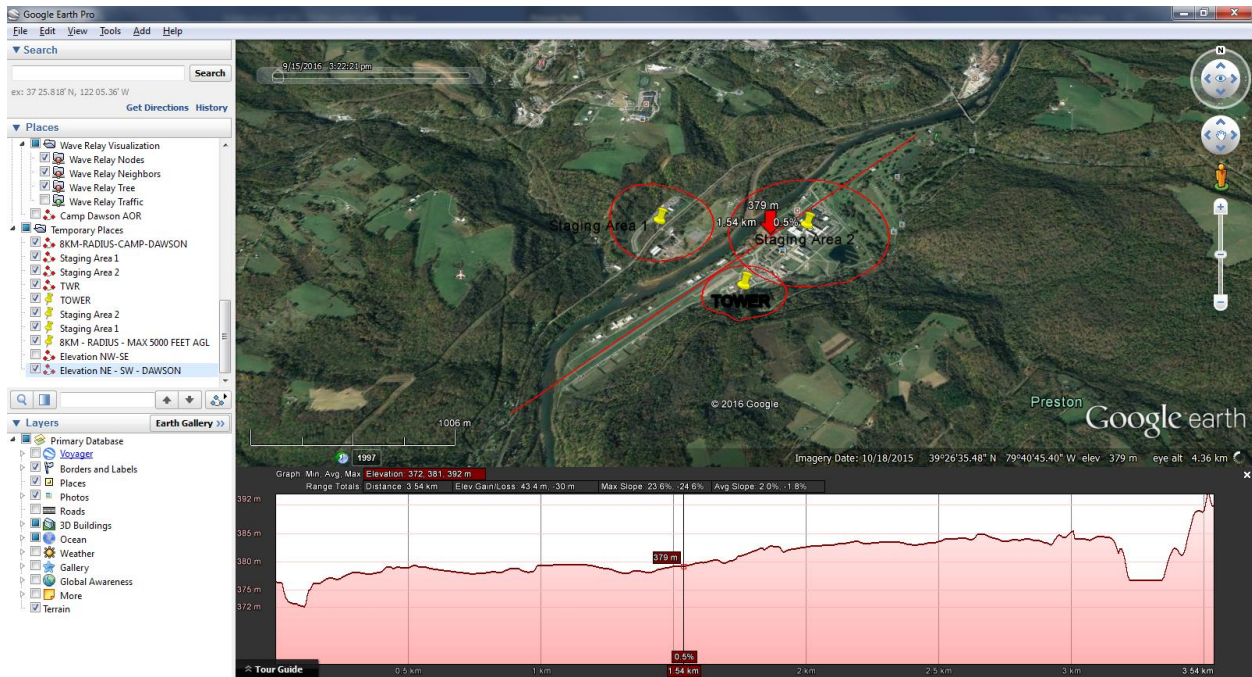 Google Earth Pro
File Edit View Tools Add Help
Search
Search
ex: 37 25.818' N, 122 05.36' W
Get Directions History
Places
Wave Relay Visualization
Wave Relay Nodes
Wave Relay Neighbors
Wave Relay Tree
Wave Relay Traffic
Camp Dawson AOR
Temporary Places
8KM-RADIUS-CAMP-DAWSON
Staging Area 1
Staging Area 2
TWR
TOWER
Staging Area 2
Staging Area 1
8KM - RADIUS - MAX 5000 FEET AGL
Elevation NW-SE
Elevation NE - SW - DAWSON
Layers
Earth Gallery >>
Primary Database
Voyager
Borders and Labels
Places
Photos
Roads
3D Buildings
Ocean
Weather
Gallery
Global Awareness
More
Terrain
9/15/2016 3:22:21 pm
N
379 m
Staging Area 1
1.54 km 0.5%
Staging Area 2
TOWER
Preston
© 2016 Google
Google earth
1006 m
1997
Imagery Date: 10/18/2015 39°26'35.48" N 79°40'45.40" W elev 379 m eye alt 4.36 km
Graph: Min, Avg, Max Elevation: 372, 381, 392 m
Range Totals: Distance: 3.54 km Elev Gain/Loss: 43.4 m, -30 m Max Slope: 23.6%, -24.6% Avg Slope: 2.0%, -1.8%
392 m
385 m
380 m
375 m
372 m
379 m
0.5%
Tour Guide
0.5 km 1 km 1.54 km 2 km 2.5 km 3 km 3.54 km